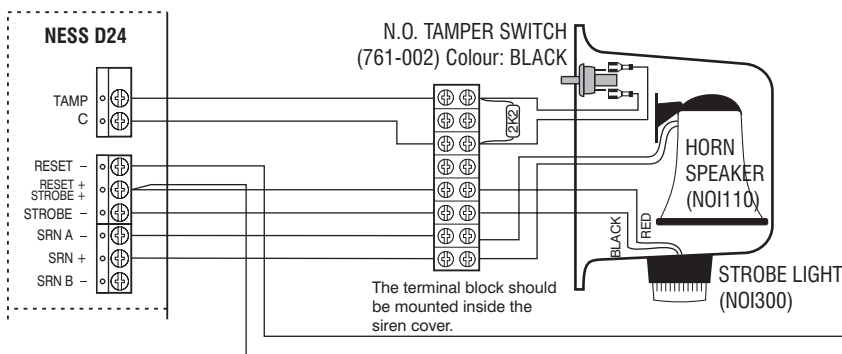 NESS D24
TAMP
C
RESET –
RESET +
STROBE +
STROBE –
SRN A –
SRN +
SRN B –
N.O. TAMPER SWITCH
(761-002) Colour: BLACK
2K2
HORN
SPEAKER
(NOI110)
BLACK
RED
STROBE LIGHT
(NOI300)
The terminal block should
be mounted inside the
siren cover.